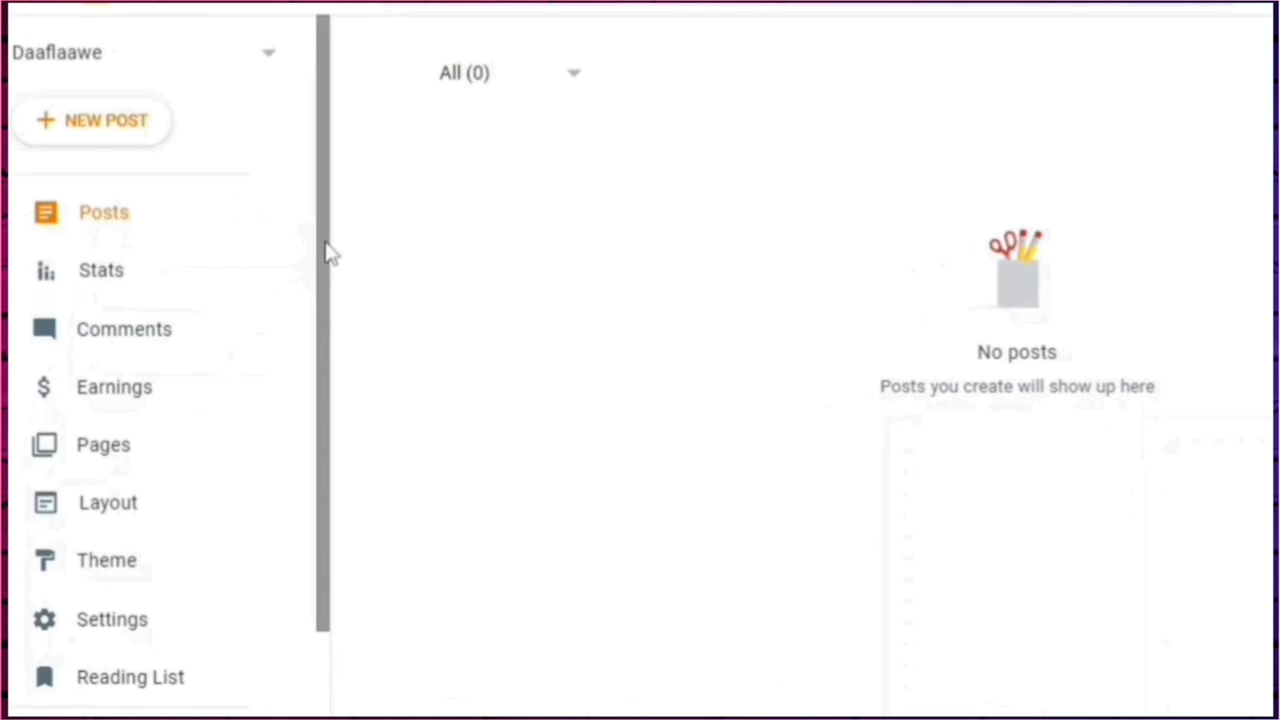 Daaflaawe
All (0)
NEW POST
Posts
Stats
Comments
Earnings
Pages
Layout
Theme
Settings
Reading List
No posts
Posts you create will show up here